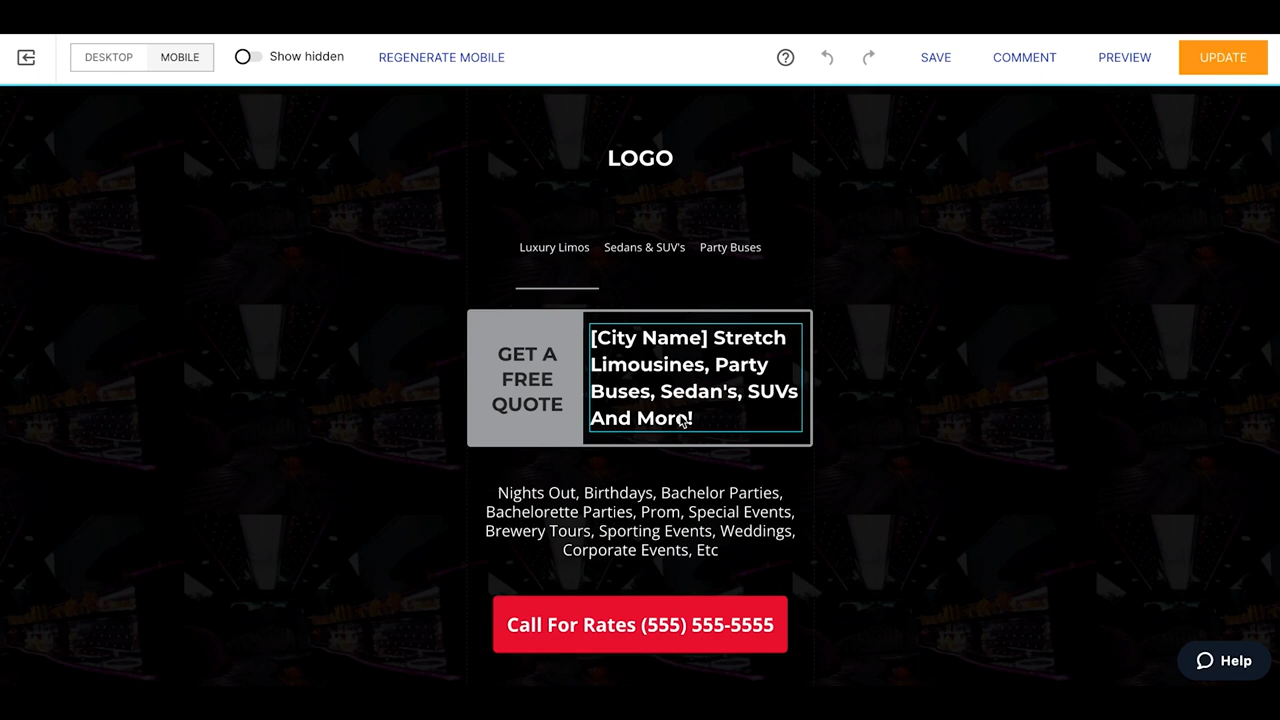 DESKTOP MOBILE Show hidden REGENERATE MOBILE SAVE COMMENT PREVIEW UPDATE
LOGO
Luxury Limos Sedans & SUV's Party Buses
GET A
FREE
QUOTE
[City Name] Stretch
Limousines, Party
Buses, Sedan's, SUVs
And More!
Nights Out, Birthdays, Bachelor Parties,
Bachelorette Parties, Prom, Special Events,
Brewery Tours, Sporting Events, Weddings,
Corporate Events, Etc
Call For Rates (555) 555-5555
Help